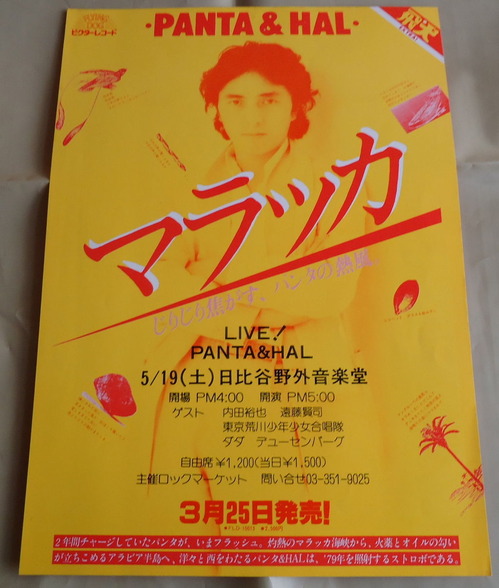 ・PANTA & HAL・
ROTARY DOG
ビクターレコード
飛天
マラッカ
じりじり焦がす、パンタの熱風。
LIVE!
PANTA&HAL
5/19(土)日比谷野外音楽堂
開場 PM4:00 開演 PM5:00
ゲスト 内田裕也 遠藤賢司
東京荒川少年少女合唱隊
ダダ デューセンバーグ
自由席¥1,200(当日¥1,500)
主催ロックマーケット 問い合せ03-351-9025
3月25日発売!
2年間チャージしていたパンタが、いまフラッシュ。灼熱のマラッカ海峡から、火薬とオイルの匂い
が立ちこめるアラビア半島へ、洋々と西をわたるパンタ&HALは、'79年を照射するストロボである。